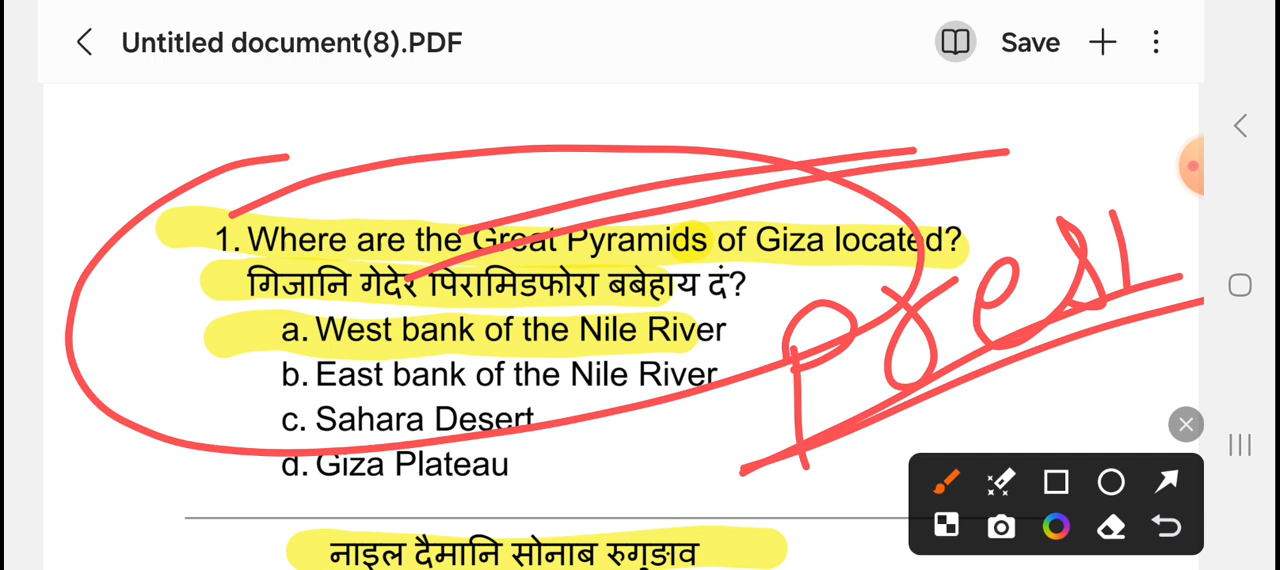 Untitled document(8).PDF
Save
1. Where are the Great Pyramids of Giza located?
गिजानि गेदेर पिरामिडफोरा बबेहाय दं?
a. West bank of the Nile River
b. East bank of the Nile River
c. Sahara Desert
d. Giza Plateau
नाइल दैमानि सोनाब रुगुङाव